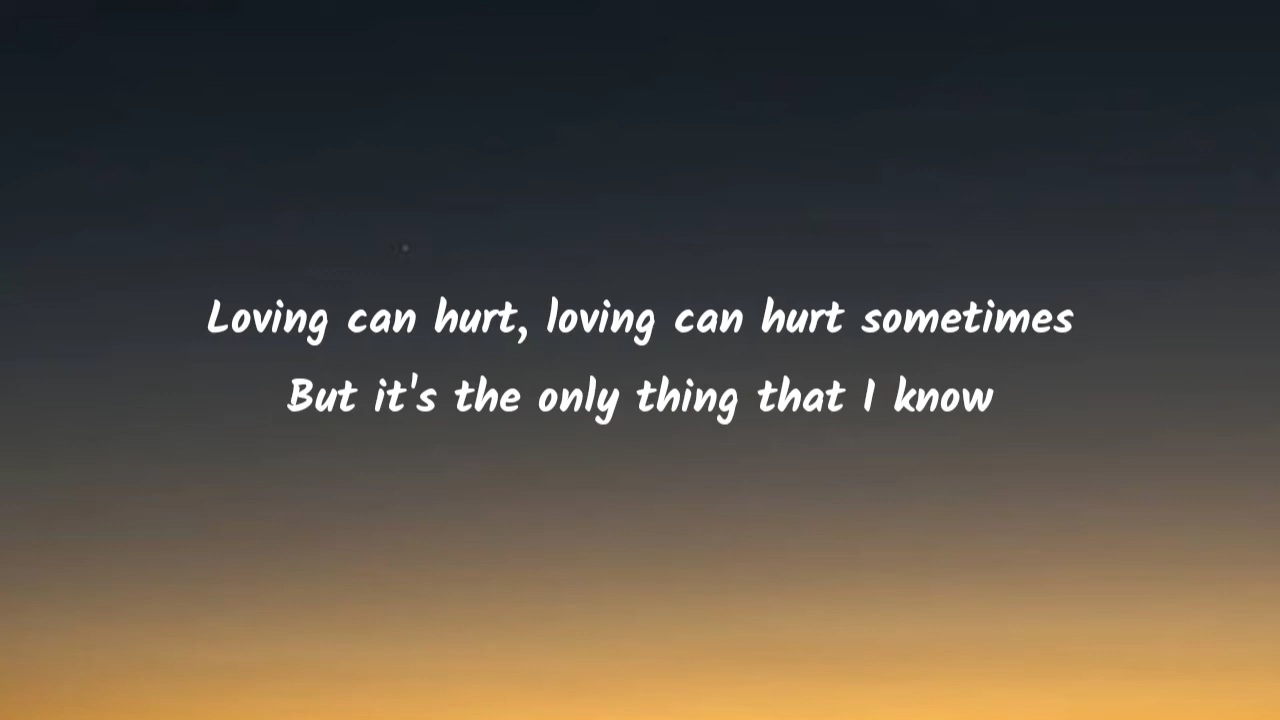 Loving can hurt, loving can hurt sometimes
But it's the only thing that I know